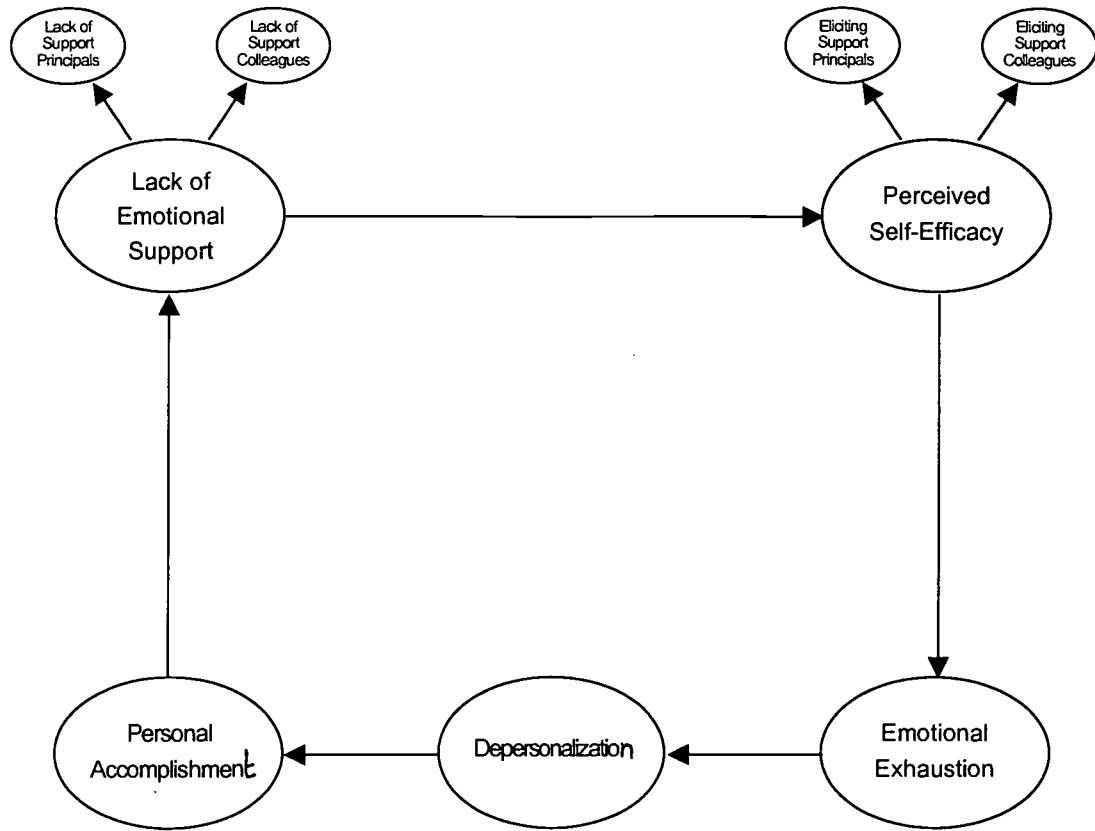 Lack of
Support
Principals
Lack of
Support
Colleagues
Eliciting
Support
Principals
Eliciting
Support
Colleagues
Lack of
Emotional
Support
Perceived
Self-Efficacy
Personal
Accomplishment
Depersonalization
Emotional
Exhaustion